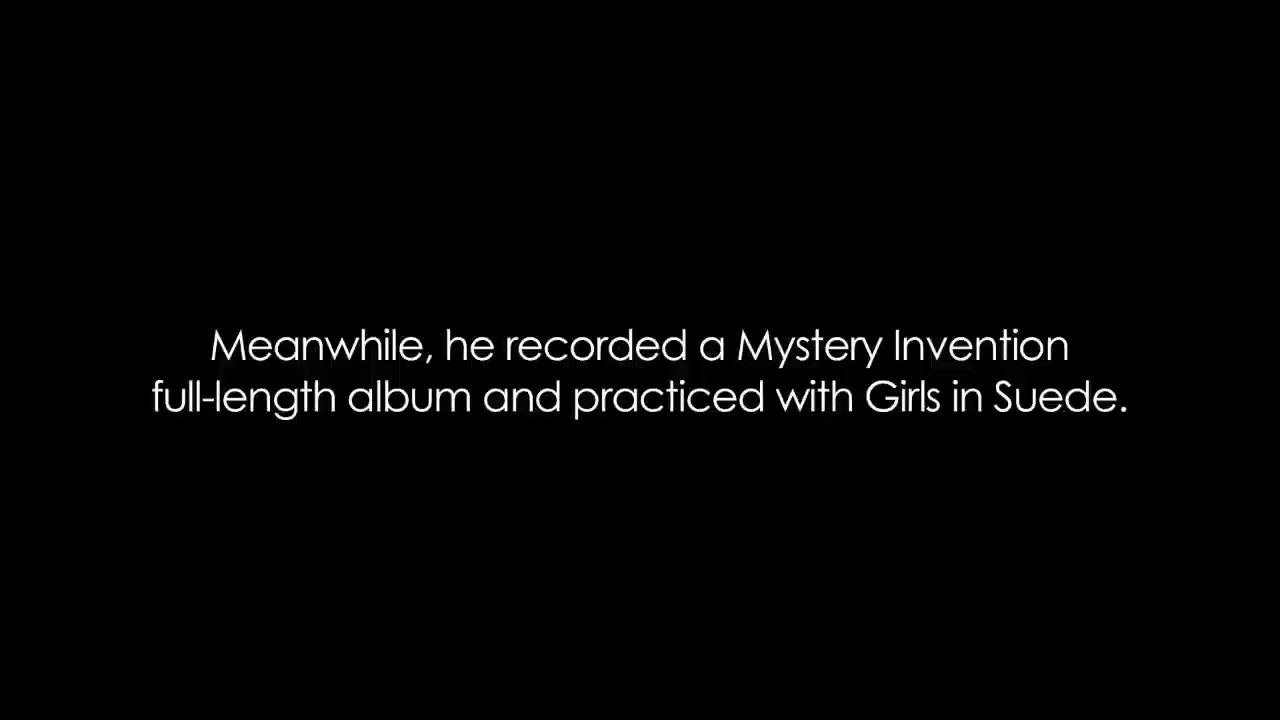 Meanwhile, he recorded a Mystery Invention
full-length album and practiced with Girls in Suede.